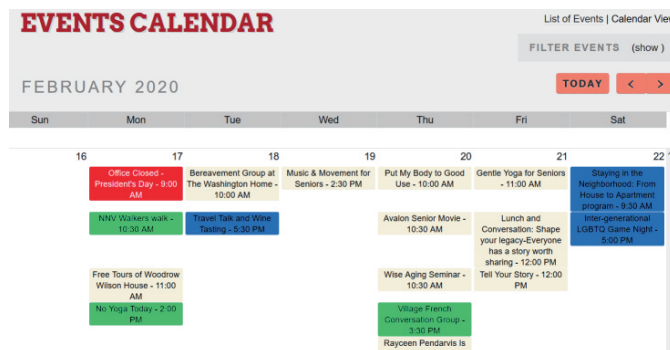 EVENTS CALENDAR
List of Events | Calendar View
FILTER EVENTS (show )
FEBRUARY 2020
TODAY < >
Sun Mon Tue Wed Thu Fri Sat
16 17 18 19 20 21 22
Office Closed -
President's Day - 9:00
AM
Bereavement Group at
The Washington Home -
10:00 AM
Music & Movement for
Seniors - 2:30 PM
Put My Body to Good
Use - 10:00 AM
Gentle Yoga for Seniors
- 11:00 AM
Staying in the
Neighborhood: From
House to Apartment
program - 9:30 AM
NNV Walkers walk -
10:30 AM
Travel Talk and Wine
Tasting - 5:30 PM
Avalon Senior Movie -
10:30 AM
Lunch and
Conversation: Shape
your legacy-Everyone
has a story worth
sharing - 12:00 PM
Inter-generational
LGBTQ Game Night -
5:00 PM
Free Tours of Woodrow
Wilson House - 11:00
AM
Wise Aging Seminar -
10:30 AM
Tell Your Story - 12:00
PM
No Yoga Today - 2:00
PM
Village French
Conversation Group -
3:30 PM
Rayceen Pendarvis Is